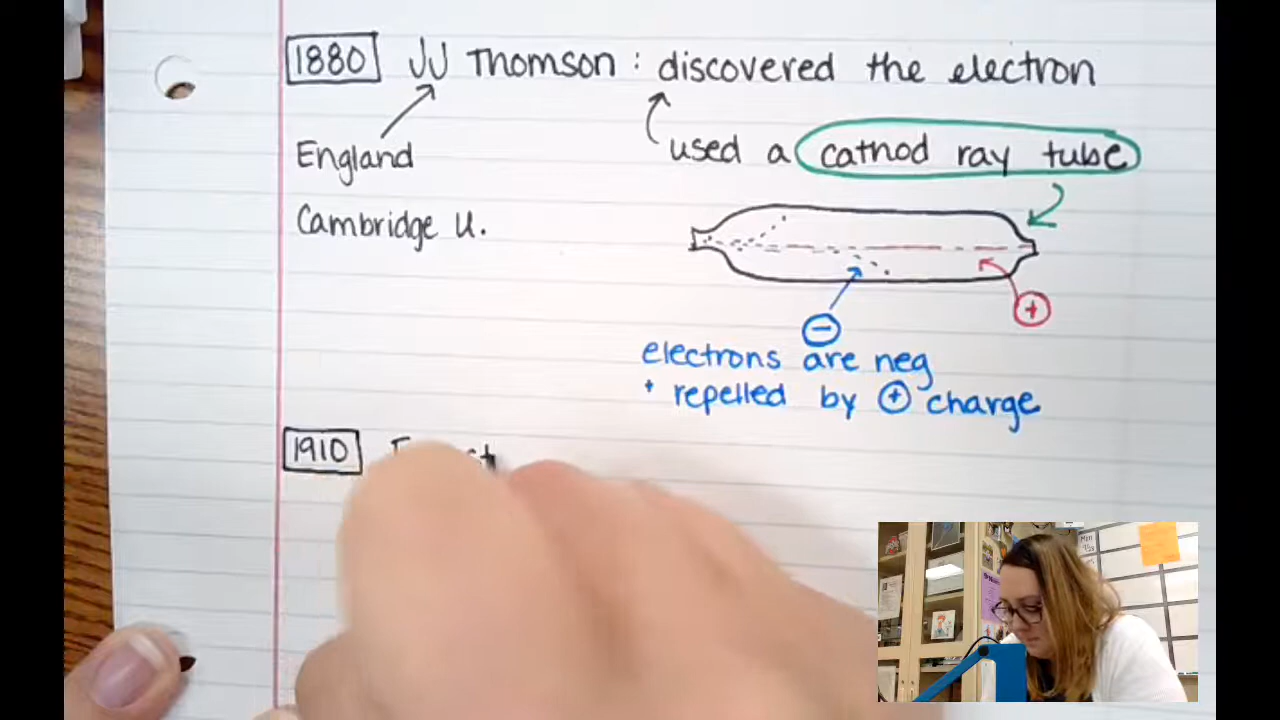 1880 JJ Thomson : discovered the electron
England
used a cathod ray tube
Cambridge U.
+
−
electrons are neg
+ repelled by + charge
1910
Mon